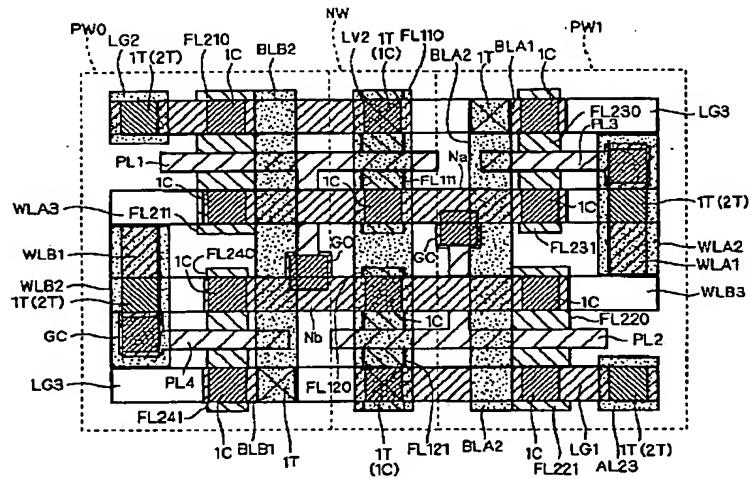 PW0
NW
PW1
LG2
1T(2T)
FL210
1C
BLB2
LV2
1T
(1C)
FL110
BLA2
1T
BLA1
1C
FL230
PL3
LG3
PL1
Na
1C
1C
FL111
WLA3
FL211
1C
1T(2T)
WLB1
GC
GC
FL231
WLA2
WLA1
FL240
1C
WLB2
1T(2T)
WLB3
1C
1C
FL220
GC
Nb
PL4
PL2
LG3
FL120
FL241
1C
BLB1
1T
1T
(1C)
FL121
BLA2
1C
FL221
LG1
1T(2T)
AL23